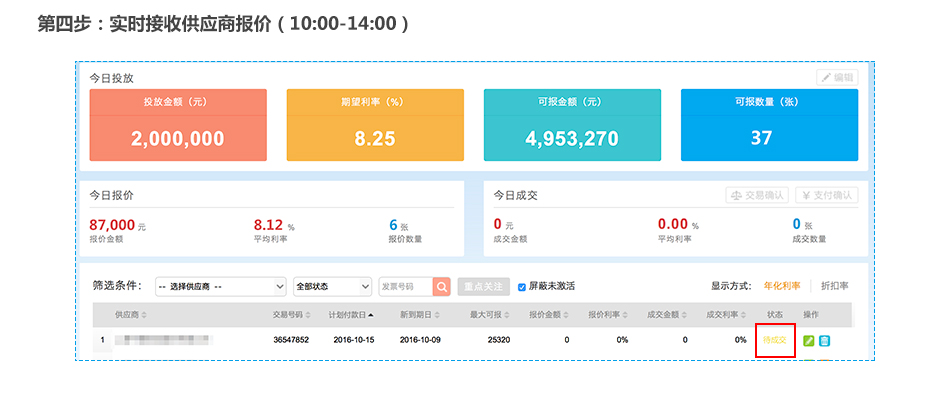 第四步：实时接收供应商报价（10:00-14:00）
今日投放
编辑
投放金额（元）
期望利率（%）
可报金额（元）
可报数量（张）
2,000,000
8.25
4,953,270
37
今日报价
今日成交
交易确认
¥ 支付确认
87,000 元
8.12 %
6 张
0 元
0.00 %
0 张
报价金额
平均利率
报价数量
成交金额
平均利率
成交数量
筛选条件：
-- 选择供应商 --
全部状态
发票号码
重点关注
屏蔽未激活
显示方式：
年化利率
折扣率
供应商 交易号码 计划付款日 新到期日 最大可报 报价金额 报价利率 成交金额 成交利率 状态 操作
1 36547852 2016-10-15 2016-10-09 25320 0 0% 0 0% 待成交